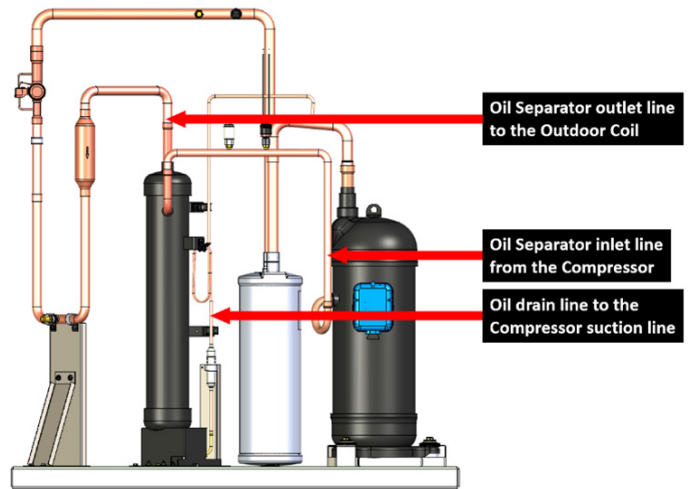 Oil Separator outlet line
to the Outdoor Coil
Oil Separator inlet line
from the Compressor
Oil drain line to the
Compressor suction line